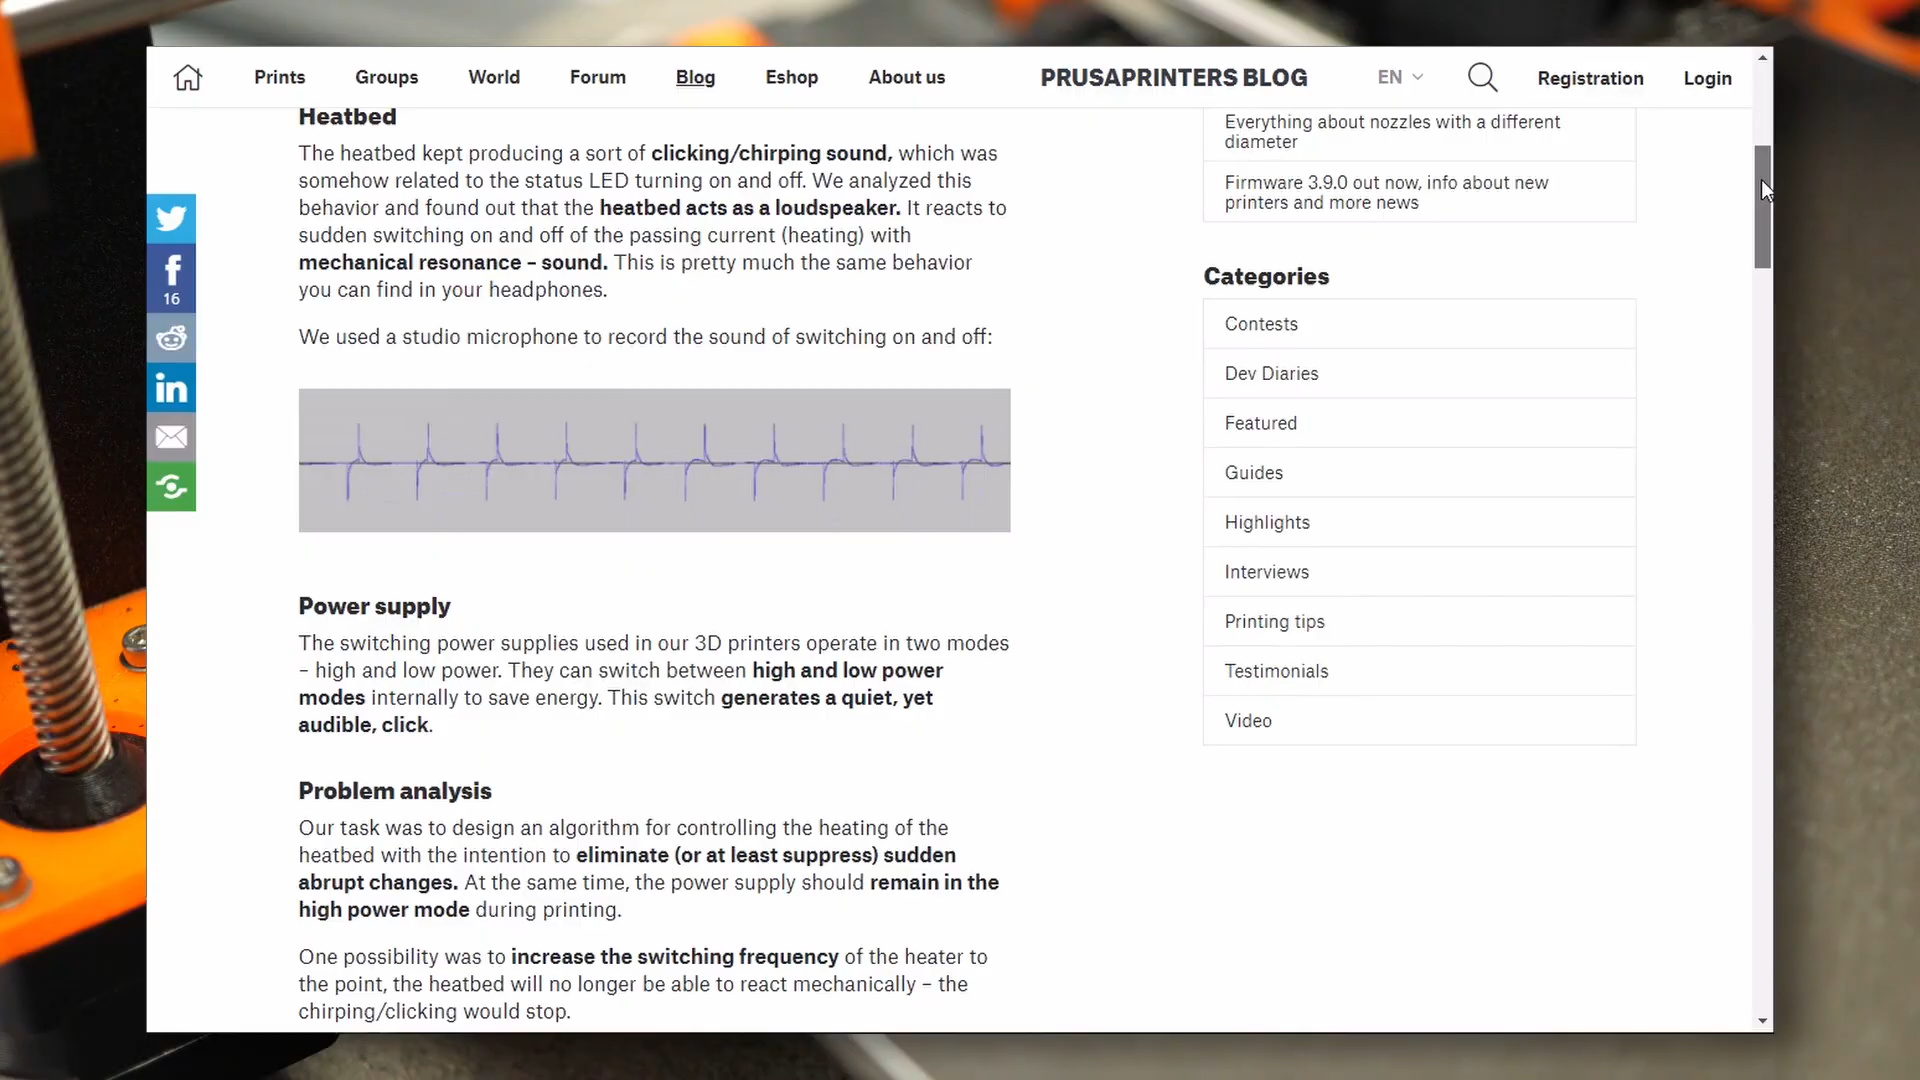 Prints Groups World Forum Blog Eshop About us PRUSAPRINTERS BLOG EN Registration Login
Heatbed
The heatbed kept producing a sort of clicking/chirping sound, which was
somehow related to the status LED turning on and off. We analyzed this
behavior and found out that the heatbed acts as a loudspeaker. It reacts to
sudden switching on and off of the passing current (heating) with
mechanical resonance – sound. This is pretty much the same behavior
you can find in your headphones.
We used a studio microphone to record the sound of switching on and off:
Power supply
The switching power supplies used in our 3D printers operate in two modes
– high and low power. They can switch between high and low power
modes internally to save energy. This switch generates a quiet, yet
audible, click.
Problem analysis
Our task was to design an algorithm for controlling the heating of the
heatbed with the intention to eliminate (or at least suppress) sudden
abrupt changes. At the same time, the power supply should remain in the
high power mode during printing.
One possibility was to increase the switching frequency of the heater to
the point, the heatbed will no longer be able to react mechanically – the
chirping/clicking would stop.
16
Everything about nozzles with a different
diameter
Firmware 3.9.0 out now, info about new
printers and more news
Categories
Contests
Dev Diaries
Featured
Guides
Highlights
Interviews
Printing tips
Testimonials
Video